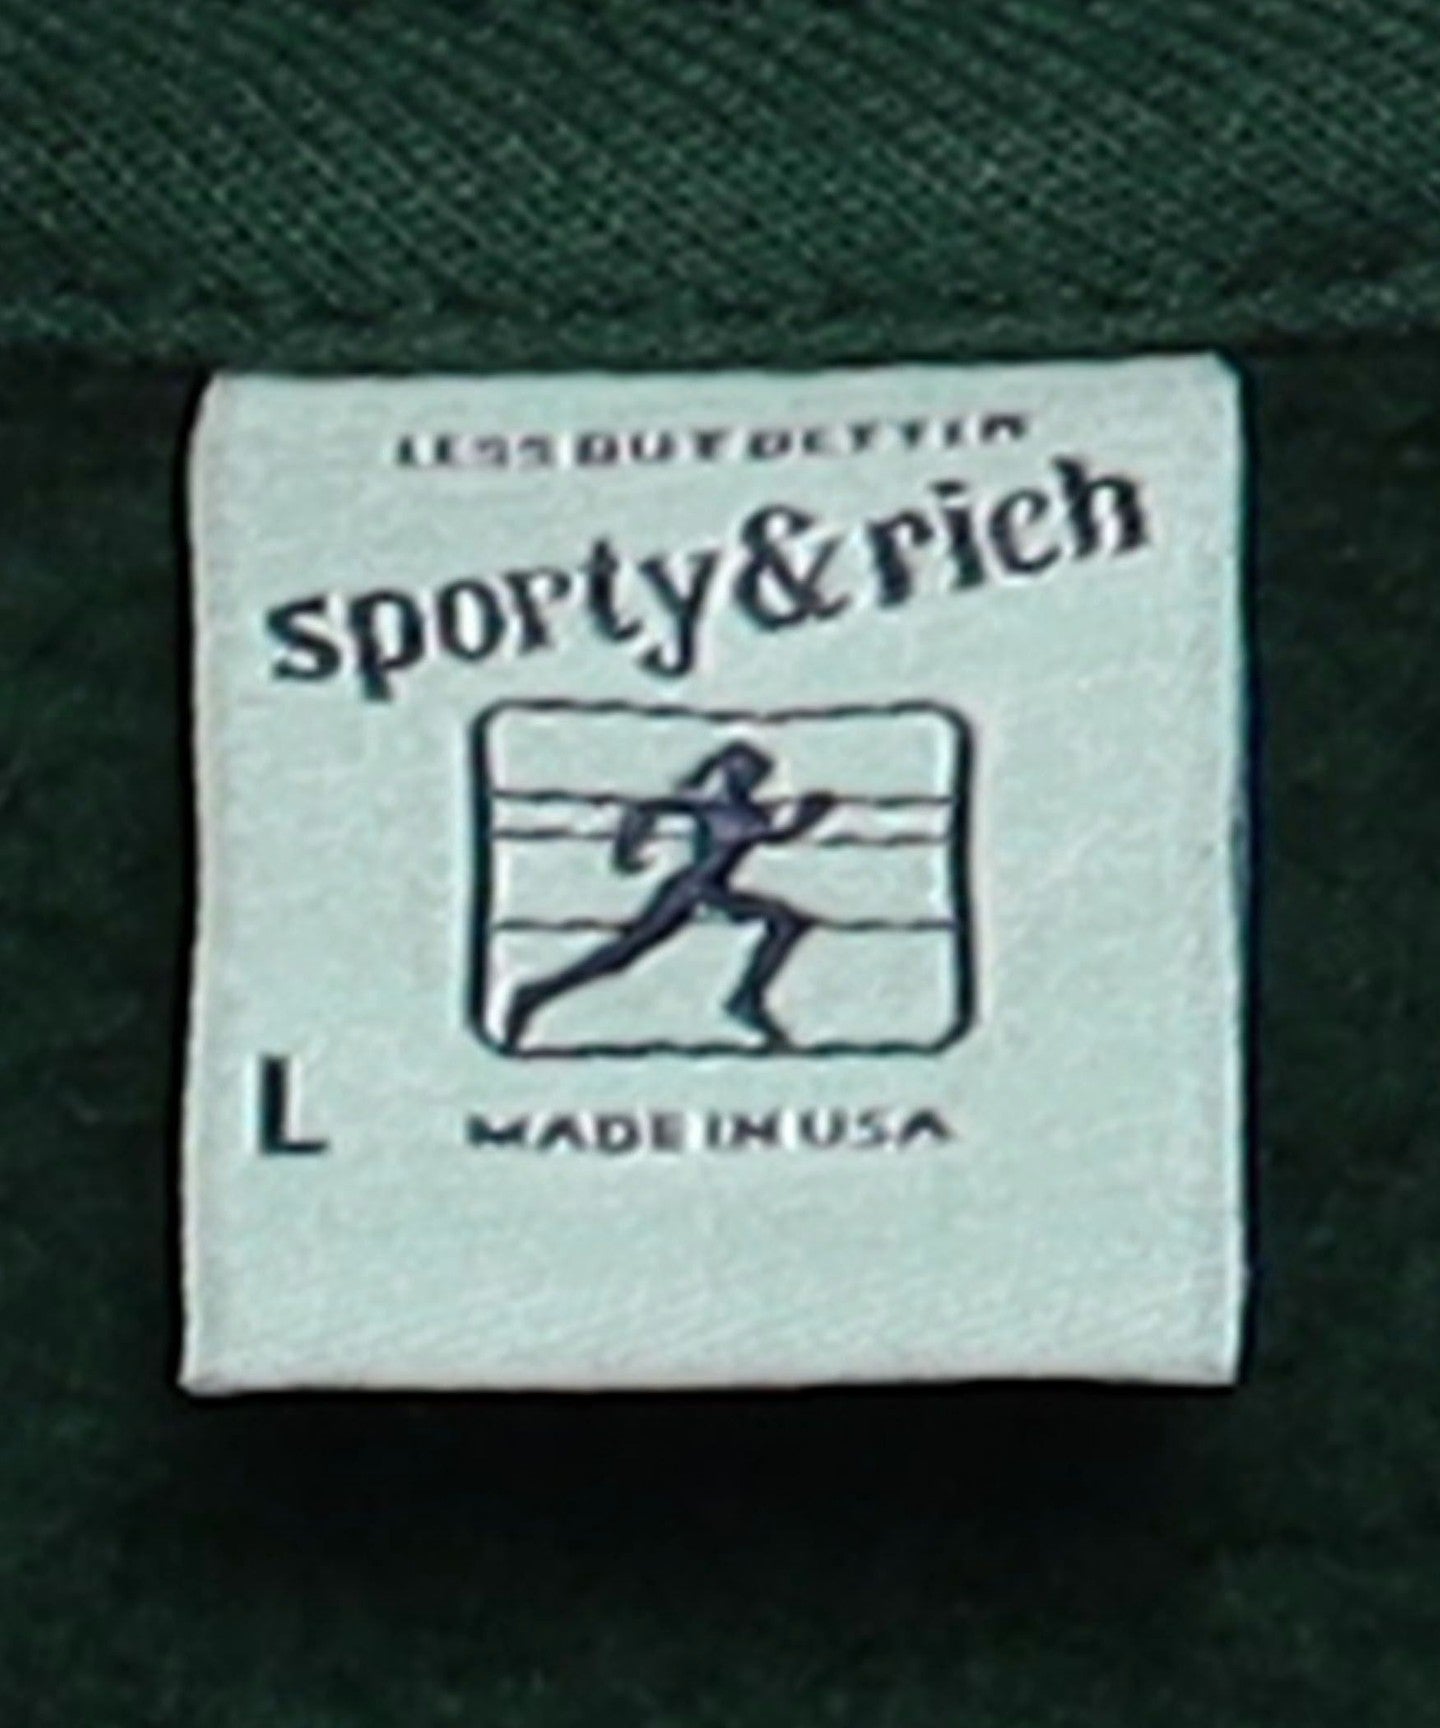 LESS BUT BETTER
sporty&rich
L
MADE IN USA